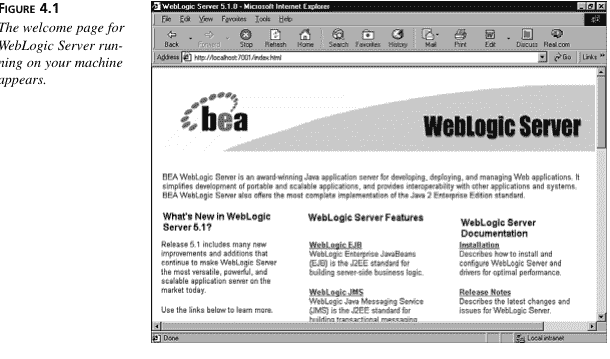 FIGURE 4.1
The welcome page for
WebLogic Server run-
ning on your machine
appears.
WebLogic Server 5.1.0 - Microsoft Internet Explorer
File Edit View Favorites Tools Help
Back Forward Stop Refresh Home Search Favorites History Mail Print Edit Discuss Real.com
Address http://localhost:7001/index.html Go Links »
bea
WebLogic Server
BEA WebLogic Server is an award-winning Java application server for developing, deploying, and managing Web applications. It
simplifies development of portable and scalable applications, and provides interoperability with other applications and systems.
BEA WebLogic Server also offers the most complete implementation of the Java 2 Enterprise Edition standard.
What's New in WebLogic
Server 5.1?
Release 5.1 includes many new
improvements and additions that
continue to make WebLogic Server
the most versatile, powerful, and
scalable application server on the
market today.
Use the links below to learn more.
WebLogic Server Features
WebLogic EJB
WebLogic Enterprise JavaBeans
(EJB) is the J2EE standard for
building server-side business logic.
WebLogic JMS
WebLogic Java Messaging Service
(JMS) is the J2EE standard for
building transactional messaging
WebLogic Server
Documentation
Installation
Describes how to install and
configure WebLogic Server and
drivers for optimal performance.
Release Notes
Describes the latest changes and
issues for WebLogic Server.
Done
Local intranet